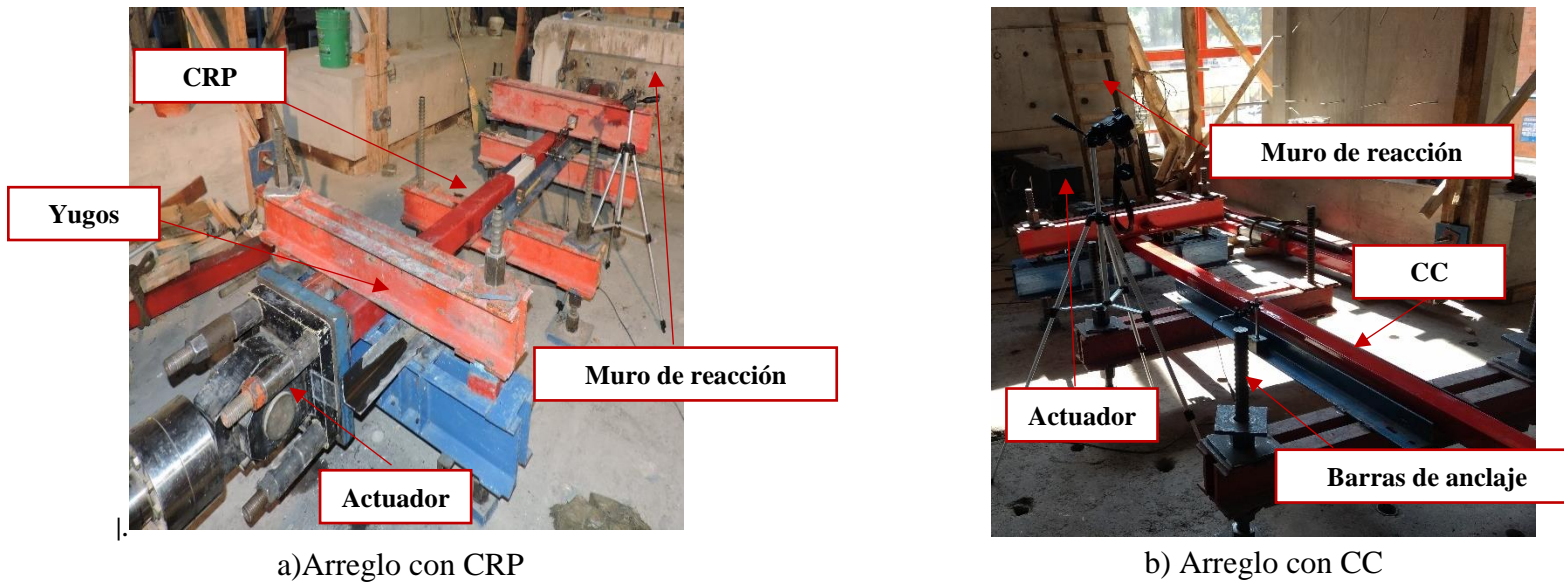 CRP
Yugos
Muro de reacción
Actuador
|.
a)Arreglo con CRP
Muro de reacción
CC
Actuador
Barras de anclaje
b) Arreglo con CC